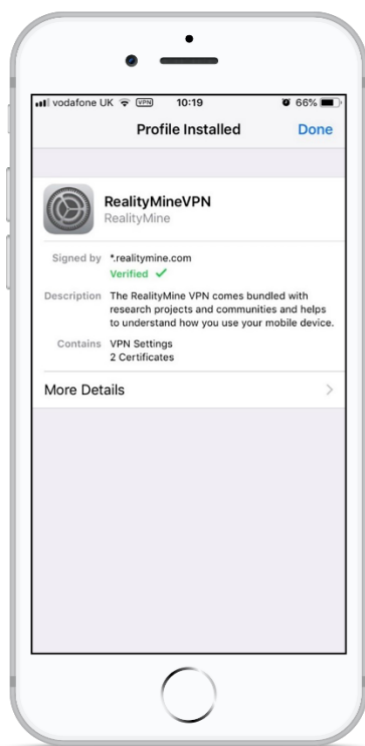 vodafone UK VPN 10:19 66%
Profile Installed Done
RealityMineVPN
RealityMine
Signed by *.realitymine.com
Verified ✓
Description The RealityMine VPN comes bundled with
research projects and communities and helps
to understand how you use your mobile device.
Contains VPN Settings
2 Certificates
More Details